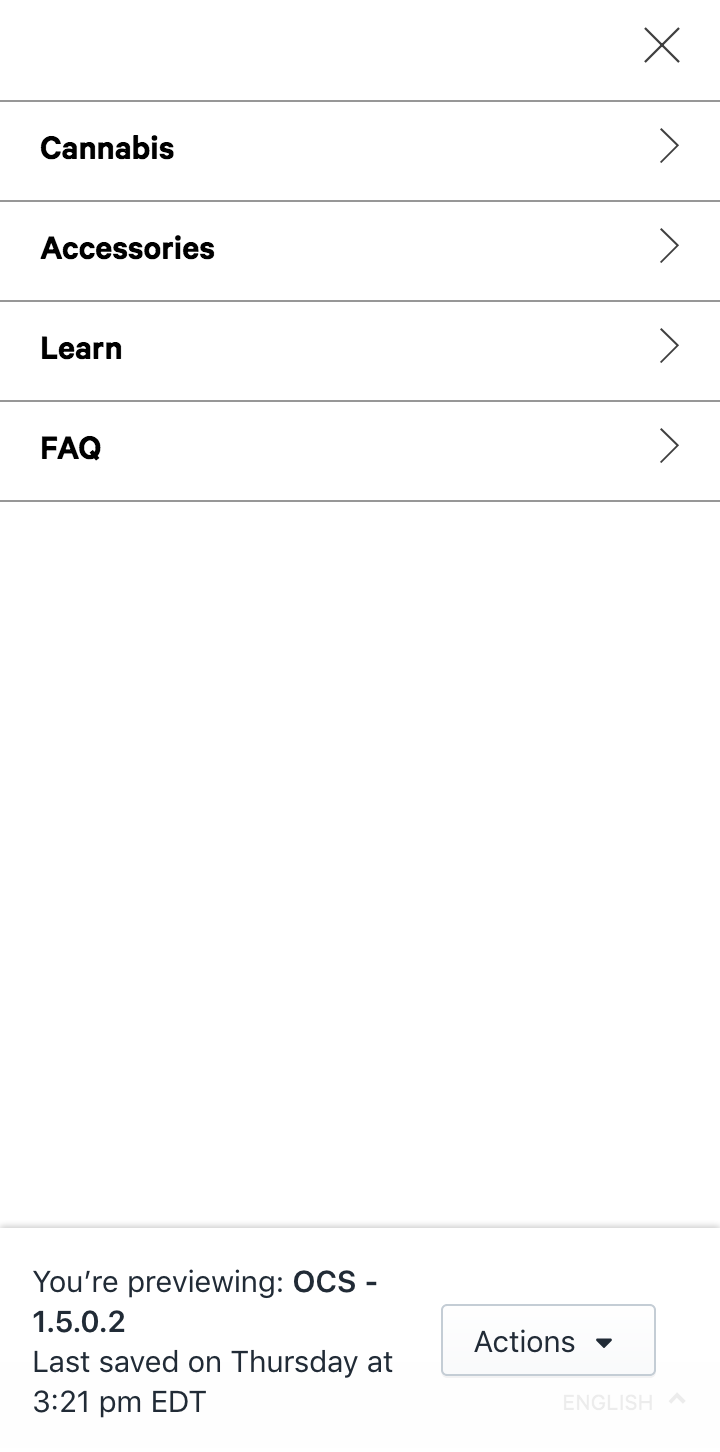 Cannabis
Accessories
Learn
FAQ
You’re previewing: OCS -
1.5.0.2
Last saved on Thursday at
3:21 pm EDT
Actions
ENGLISH